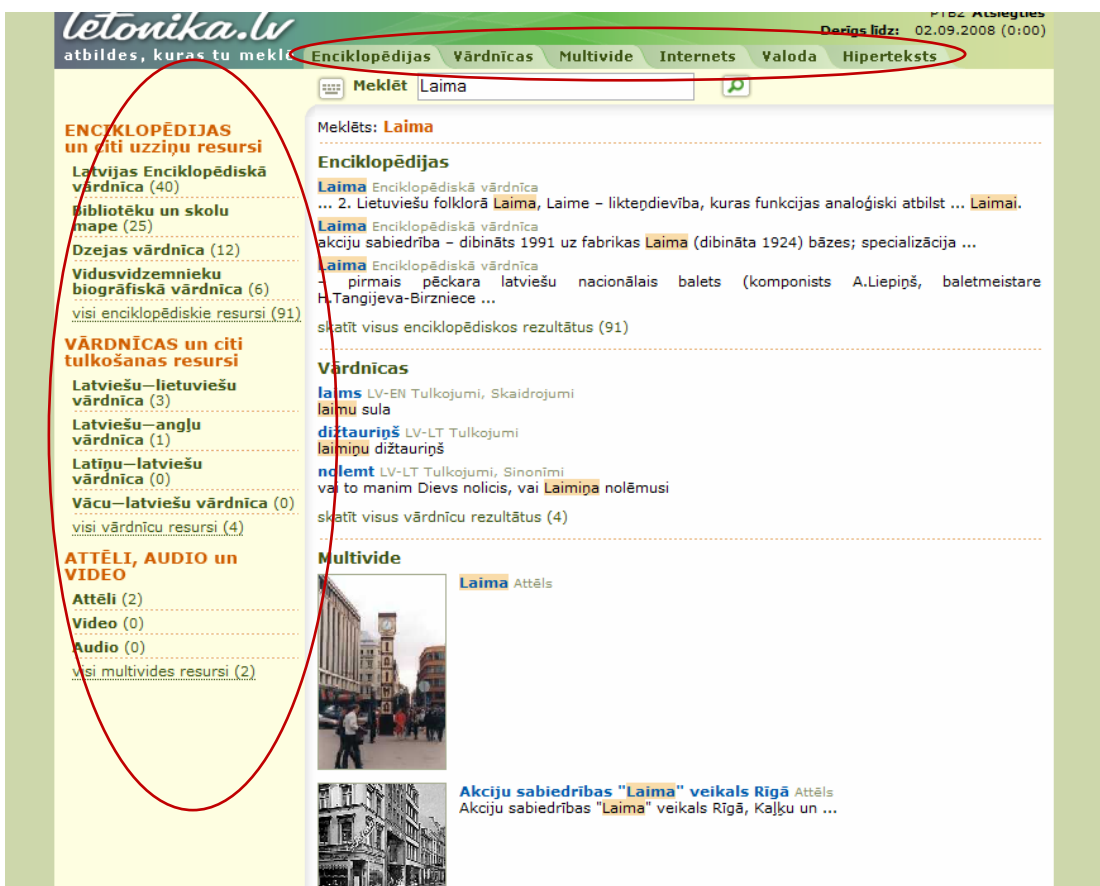 letonika.lv
atbildes, kuras tu meklē
PTB2 Atslēgties
Derīgs līdz: 02.09.2008 (0:00)
Enciklopēdijas Vārdnīcas Multivide Internets Valoda Hiperteksts
Meklēt Laima
ENCIKLOPĒDIJAS
un citi uzziņu resursi
Latvijas Enciklopēdiskā
vārdnīca (40)
Bibliotēku un skolu
mape (25)
Dzejas vārdnīca (12)
Vidusvidzemnieku
biogrāfiskā vārdnīca (6)
visi enciklopēdiskie resursi (91)
VĀRDNĪCAS un citi
tulkošanas resursi
Latviešu—lietuviešu
vārdnīca (3)
Latviešu—angļu
vārdnīca (1)
Latīņu—latviešu
vārdnīca (0)
Vācu—latviešu vārdnīca (0)
visi vārdnīcu resursi (4)
ATTĒLI, AUDIO un
VIDEO
Attēli (2)
Video (0)
Audio (0)
visi multivides resursi (2)
Meklēts: Laima
Enciklopēdijas
Laima Enciklopēdiskā vārdnīca
... 2. Lietuviešu folklorā Laima, Laime – likteņdievība, kuras funkcijas analoģiski atbilst ... Laimai.
Laima Enciklopēdiskā vārdnīca
akciju sabiedrība – dibināts 1991 uz fabrikas Laima (dibināta 1924) bāzes; specializācija ...
Laima Enciklopēdiskā vārdnīca
– pirmais pēckara latviešu nacionālais balets (komponists A.Liepiņš, baletmeistare
H.Tangijeva-Birzniece ...
skatīt visus enciklopēdiskos rezultātus (91)
Vārdnīcas
laims LV-EN Tulkojumi, Skaidrojumi
laimu sula
dižtauriņš LV-LT Tulkojumi
laimiņu dižtauriņš
nolemt LV-LT Tulkojumi, Sinonīmi
vai to manim Dievs nolicis, vai Laimiņa nolēmusi
skatīt visus vārdnīcu rezultātus (4)
Multivide
Laima Attēls
LAIMA
Akciju sabiedrības "Laima" veikals Rīgā Attēls
Akciju sabiedrības "Laima" veikals Rīgā, Kaļķu un ...